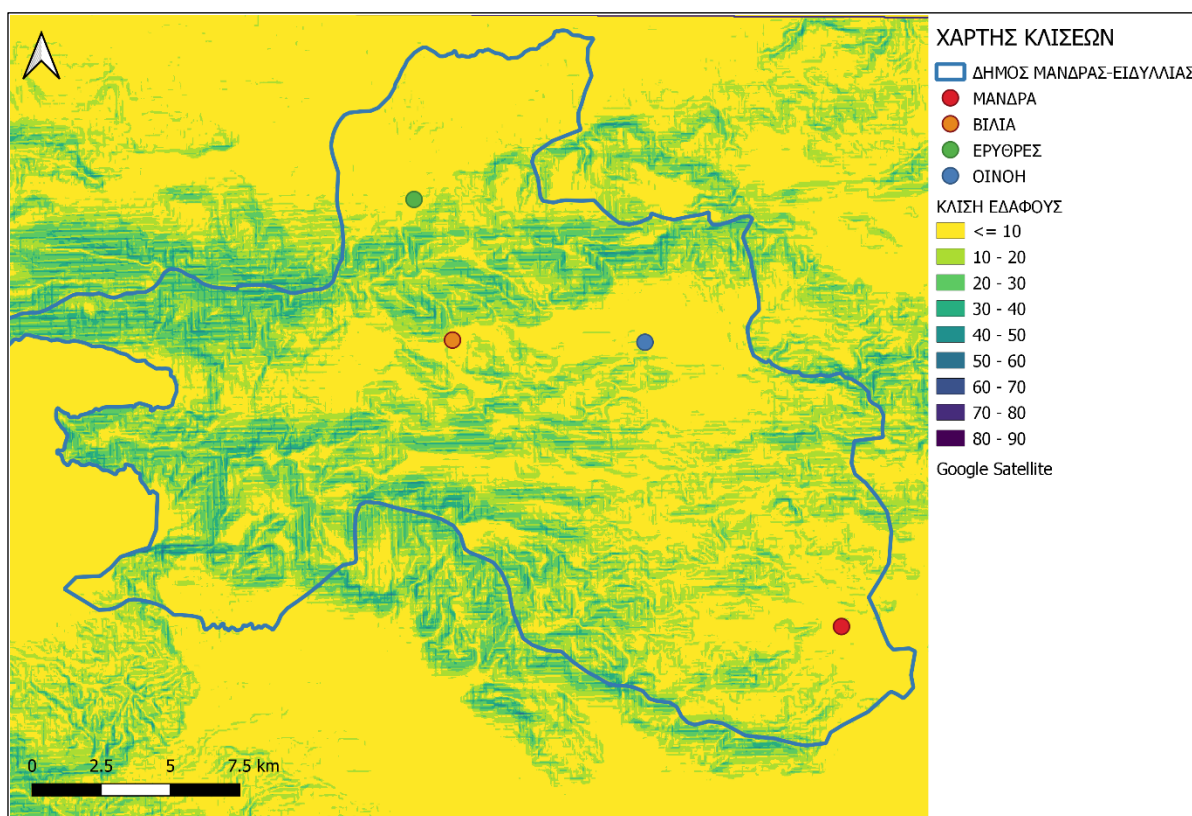 ΧΑΡΤΗΣ ΚΛΙΣΕΩΝ
ΔΗΜΟΣ ΜΑΝΔΡΑΣ-ΕΙΔΥΛΛΙΑΣ
ΜΑΝΔΡΑ
ΒΙΛΙΑ
ΕΡΥΘΡΕΣ
ΟΙΝΟΗ
ΚΛΙΣΗ ΕΔΑΦΟΥΣ
<= 10
10 - 20
20 - 30
30 - 40
40 - 50
50 - 60
60 - 70
70 - 80
80 - 90
Google Satellite
0 2.5 5 7.5 km